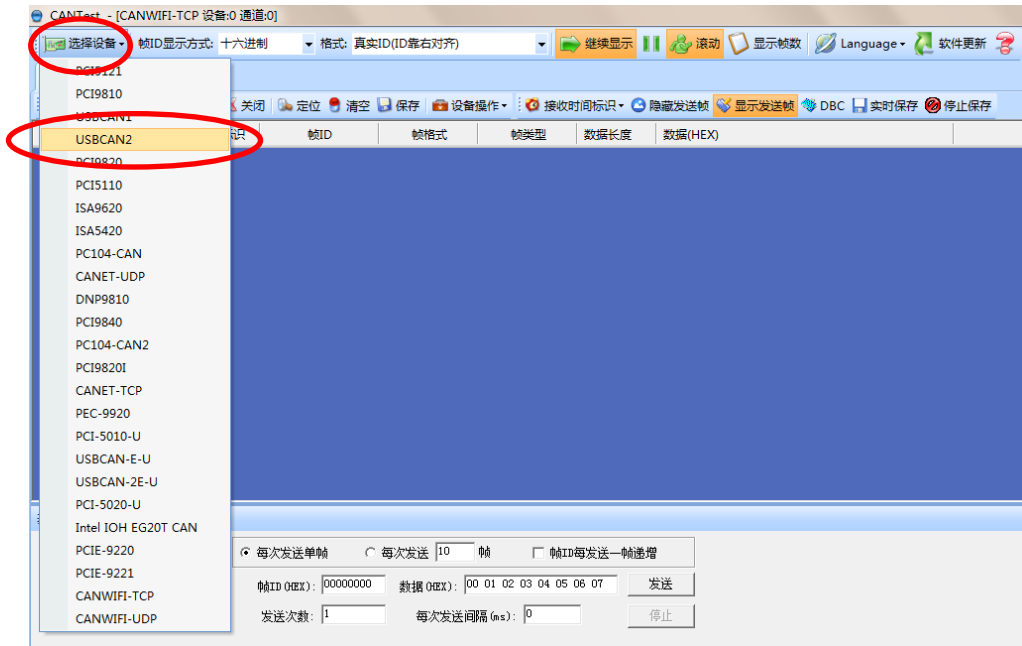 CANTest - [CANWIFI-TCP 设备:0 通道:0]
选择设备 帧ID显示方式: 十六进制 格式: 真实ID(ID靠右对齐) 继续显示 滚动 显示帧数 Language 软件更新
PCI5121
PCI9810
USBCAN1 关闭 定位 清空 保存 设备操作 接收时间标识 隐藏发送帧 显示发送帧 DBC 实时保存 停止保存
USBCAN2 帧ID 帧格式 帧类型 数据长度 数据(HEX)
PCI9820
PCI5110
ISA9620
ISA5420
PC104-CAN
CANET-UDP
DNP9810
PCI9840
PC104-CAN2
PCI9820I
CANET-TCP
PEC-9920
PCI-5010-U
USBCAN-E-U
USBCAN-2E-U
PCI-5020-U
Intel IOH EG20T CAN
PCIE-9220 每次发送单帧 每次发送 10 帧 帧ID每发送一帧递增
PCIE-9221 帧ID(HEX): 00000000 数据(HEX): 00 01 02 03 04 05 06 07 发送
CANWIFI-TCP
CANWIFI-UDP 发送次数: 1 每次发送间隔(ms): 0 停止